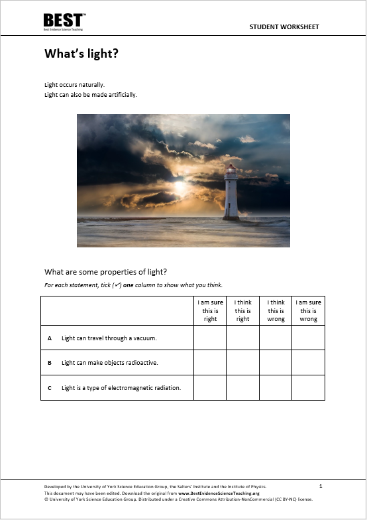 BEST™
Best Evidence Science Teaching
STUDENT WORKSHEET
What's light?
Light occurs naturally.
Light can also be made artificially.
What are some properties of light?
For each statement, tick (✓) one column to show what you think.
I am sure this is right
I think this is right
I think this is wrong
I am sure this is wrong
A Light can travel through a vacuum.
B Light can make objects radioactive.
C Light is a type of electromagnetic radiation.
Developed by the University of York Science Education Group, the Salters' Institute and the Institute of Physics.
This document may have been edited. Download the original from www.BestEvidenceScienceTeaching.org
© University of York Science Education Group. Distributed under a Creative Commons Attribution-NonCommercial (CC BY-NC) license.
1